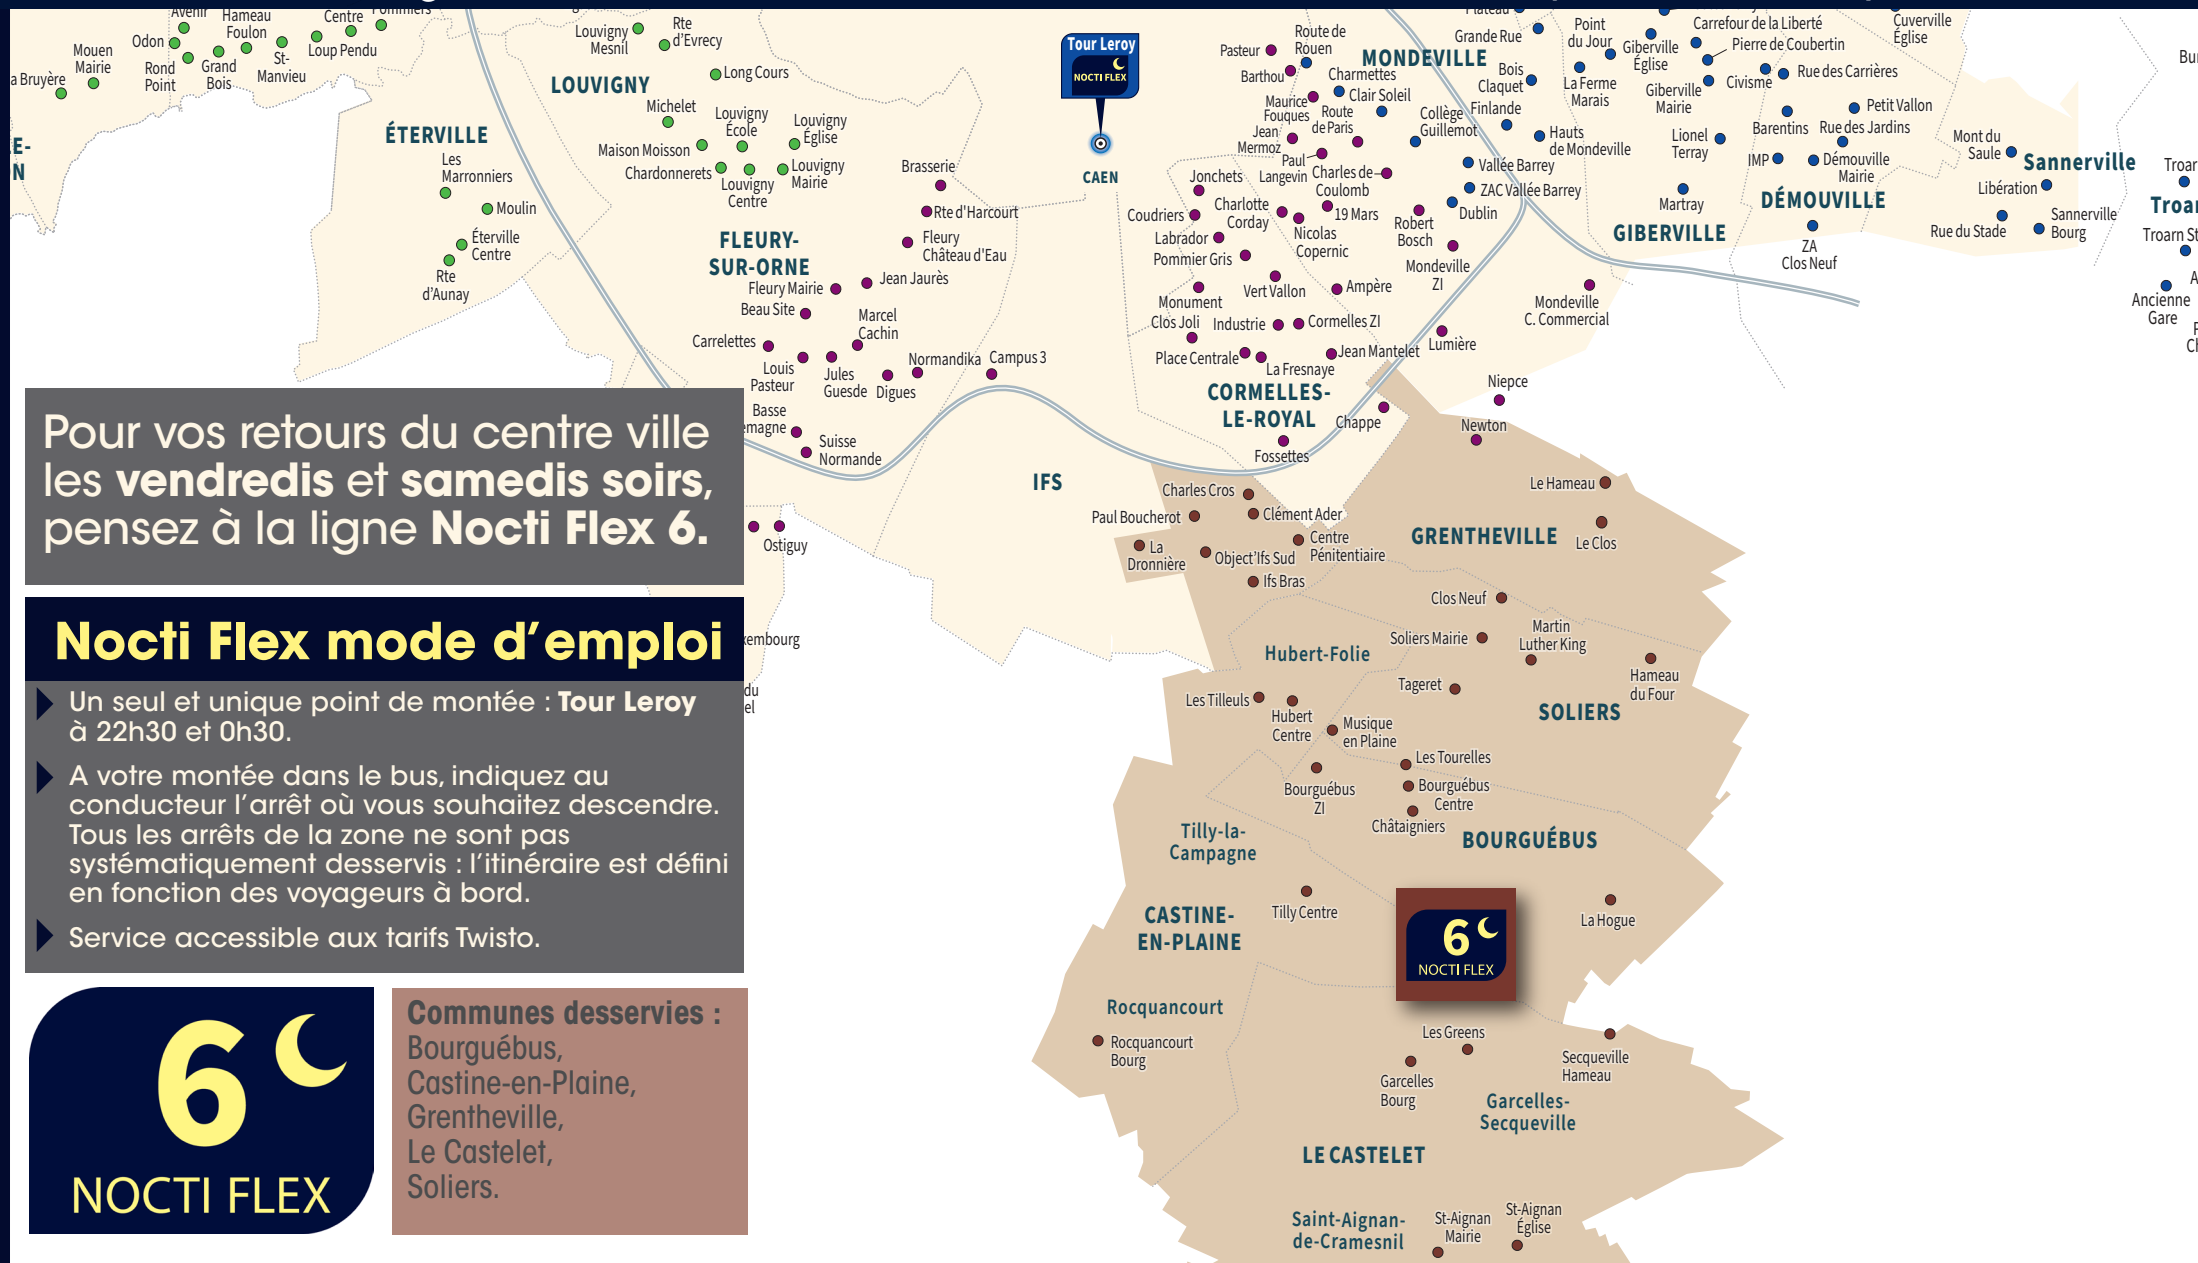 Avenir
Hameau
Foulon
Centre
Pommiers
Odon
Mouen
Mairie
Rond
Point
Grand
Bois
St-
Manvieu
Loup Pendu
a Bruyère
ÉTERVILLE
Les
Marronniers
Moulin
Éterville
Centre
Rte
d'Aunay
Louvigny
Mesnil
Rte
d'Evrecy
LOUVIGNY
Long Cours
Michelet
Louvigny
École
Louvigny
Église
Maison Moisson
Chardonnerets
Louvigny
Centre
Louvigny
Mairie
Brasserie
Rte d'Harcourt
FLEURY-
SUR-ORNE
Fleury
Château d'Eau
Fleury Mairie
Jean Jaurès
Beau Site
Marcel
Cachin
Carrelettes
Louis
Pasteur
Jules
Guesde
Digues
Normandika
Campus 3
Basse
emagne
Suisse
Normande
Ostiguy
xembourg
du
el
Tour Leroy
NOCTI FLEX
CAEN
IFS
Pasteur
Route de
Rouen
Barthou
MONDEVILLE
Charmettes
Clair Soleil
Maurice
Fouques
Route
de Paris
Jean
Mermoz
Paul
Langevin
Charles de
Coulomb
Collège
Guillemot
Jonchets
Coudriers
Charlotte
Corday
19 Mars
Labrador
Nicolas
Copernic
Pommier Gris
Robert
Bosch
Mondeville
ZI
Monument
Vert Vallon
Ampère
Clos Joli
Industrie
Cormelles ZI
Place Centrale
La Fresnaye
Jean Mantelet
Lumière
CORMELLES-
LE-ROYAL
Chappe
Fossettes
Niepce
Newton
Mondeville
C. Commercial
Plateau
Grande Rue
Point
du Jour
Bois
Claquet
Finlande
La Ferme
Marais
Hauts
de Mondeville
Vallée Barrey
ZAC Vallée Barrey
Dublin
Giberville
Église
Carrefour de la Liberté
Pierre de Coubertin
Giberville
Mairie
Civisme
Rue des Carrières
Lionel
Terray
Barentins
Petit Vallon
Rue des Jardins
IMP
Démouville
Mairie
Martray
GIBERVILLE
DÉMOUVILLE
ZA
Clos Neuf
Cuverville
Église
Mont du
Saule
Sannerville
Libération
Rue du Stade
Sannerville
Bourg
Ancienne
Gare
Charles Cros
Paul Boucherot
Clément Ader
La
Dronnière
Object'Ifs Sud
Centre
Pénitentiaire
Ifs Bras
GRENTHEVILLE
Le Hameau
Le Clos
Clos Neuf
Hubert-Folie
Soliers Mairie
Martin
Luther King
Tageret
Hameau
du Four
SOLIERS
Les Tilleuls
Hubert
Centre
Musique
en Plaine
Les Tourelles
Bourguébus
ZI
Bourguébus
Centre
Châtaigniers
BOURGUÉBUS
Tilly-la-
Campagne
Tilly Centre
La Hogue
CASTINE-
EN-PLAINE
6
NOCTI FLEX
Rocquancourt
Rocquancourt
Bourg
Les Greens
Garcelles
Bourg
Secqueville
Hameau
Garcelles-
Secqueville
LE CASTELET
Saint-Aignan-
de-Cramesnil
St-Aignan
Mairie
St-Aignan
Église
Pour vos retours du centre ville
les vendredis et samedis soirs,
pensez à la ligne Nocti Flex 6.
Nocti Flex mode d'emploi
Un seul et unique point de montée : Tour Leroy
à 22h30 et 0h30.
A votre montée dans le bus, indiquez au
conducteur l'arrêt où vous souhaitez descendre.
Tous les arrêts de la zone ne sont pas
systématiquement desservis : l'itinéraire est défini
en fonction des voyageurs à bord.
Service accessible aux tarifs Twisto.
6
NOCTI FLEX
Communes desservies :
Bourguébus,
Castine-en-Plaine,
Grentheville,
Le Castelet,
Soliers.